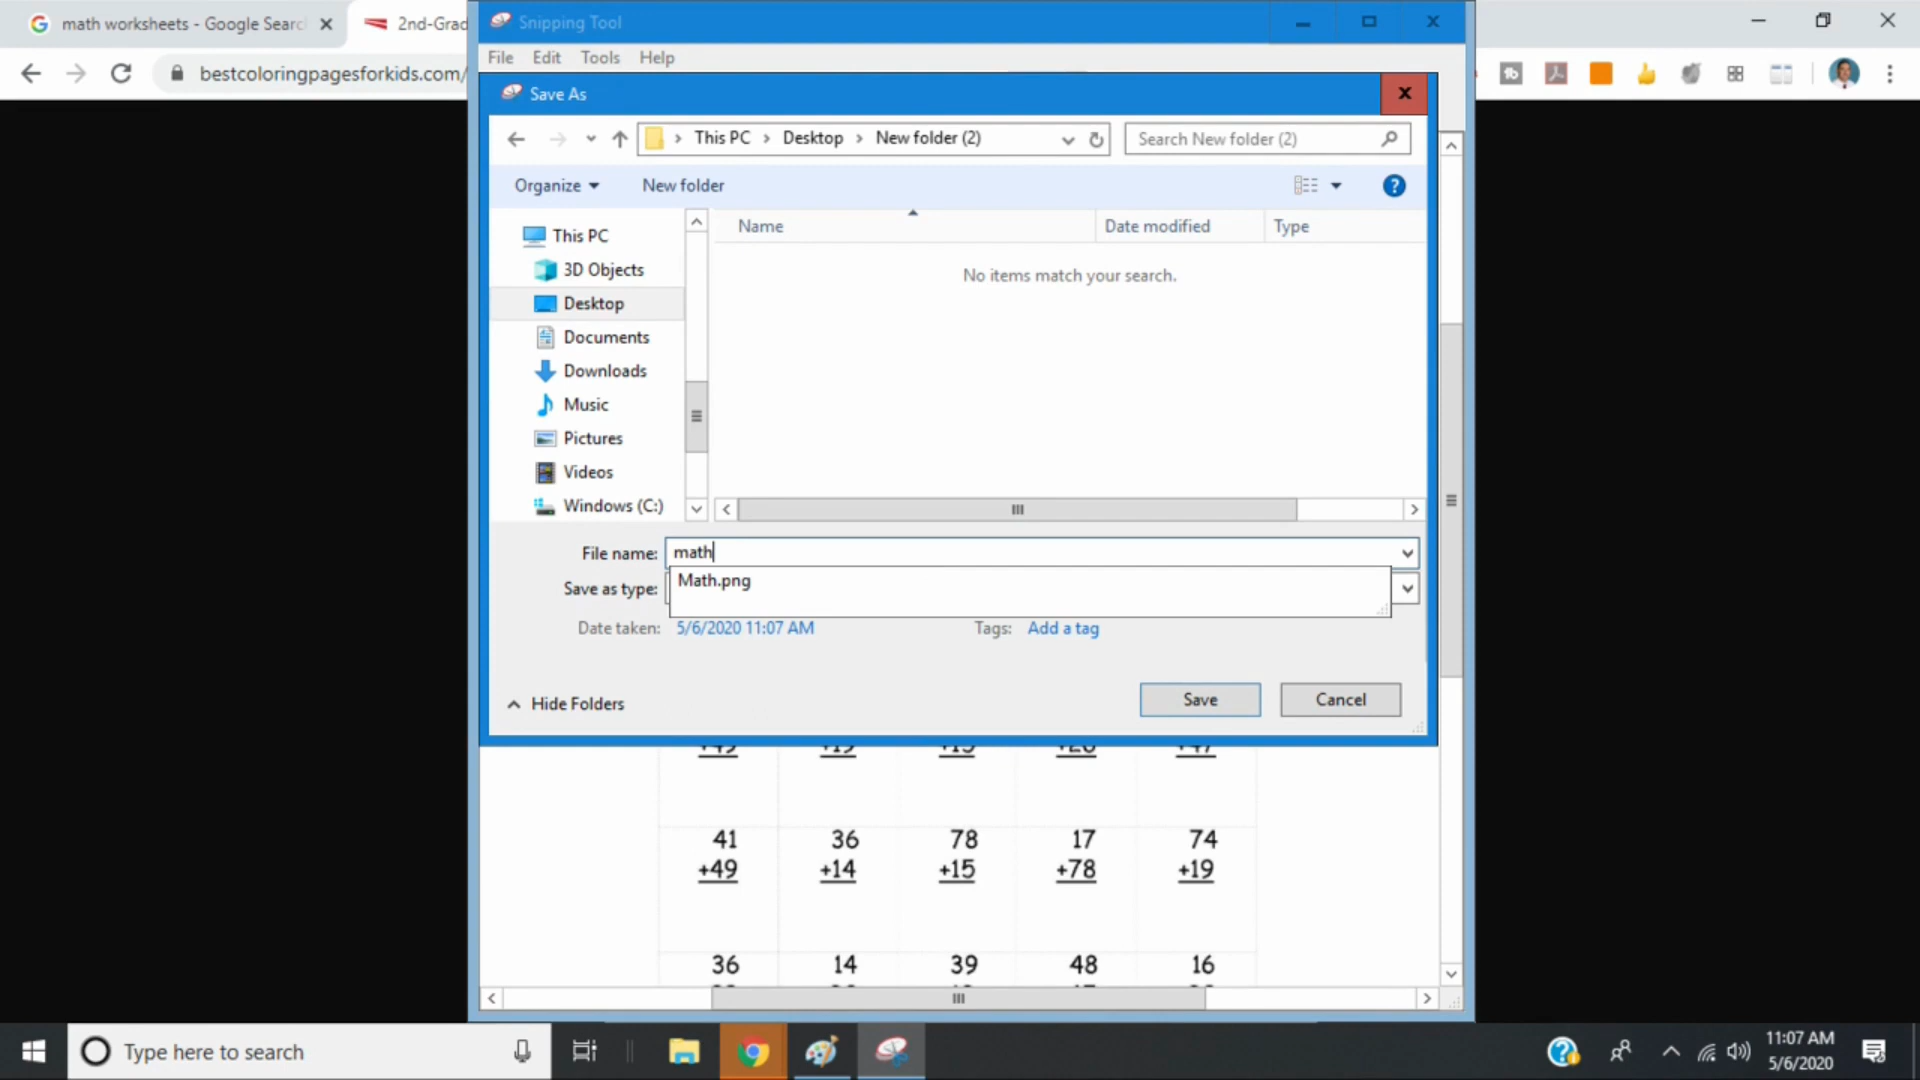 math worksheets - Google Searc
2nd-Grad
bestcoloringpagesforkids.com/
Snipping Tool
File Edit Tools Help
Save As
This PC > Desktop > New folder (2)
Search New folder (2)
Organize
New folder
This PC
3D Objects
Desktop
Documents
Downloads
Music
Pictures
Videos
Windows (C:)
Name
Date modified
Type
No items match your search.
File name: math
Math.png
Save as type:
Date taken: 5/6/2020 11:07 AM
Tags: Add a tag
Hide Folders
Save
Cancel
41 36 78 17 74
+49 +14 +15 +78 +19
36 14 39 48 16
Type here to search
11:07 AM
5/6/2020